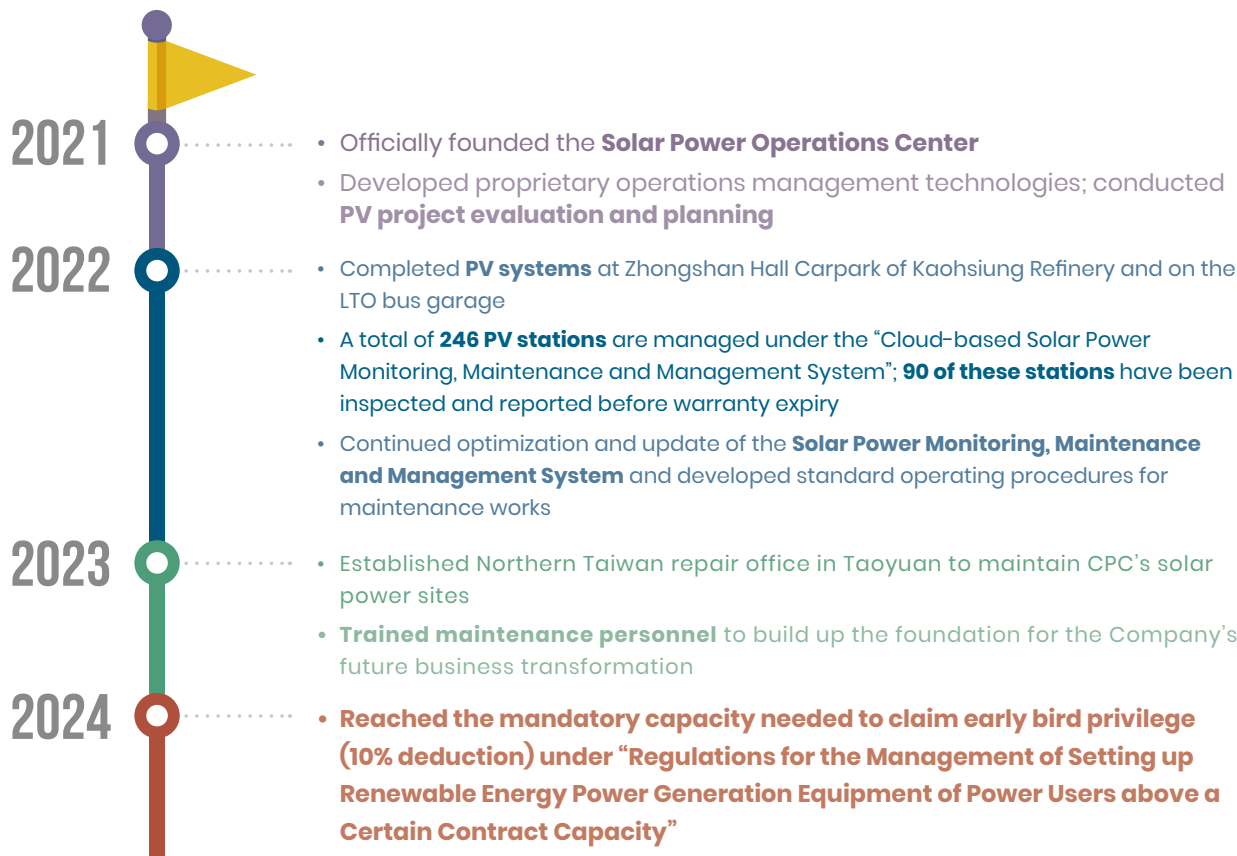 2021
• Officially founded the Solar Power Operations Center
• Developed proprietary operations management technologies; conducted
PV project evaluation and planning
2022
• Completed PV systems at Zhongshan Hall Carpark of Kaohsiung Refinery and on the
LTO bus garage
• A total of 246 PV stations are managed under the “Cloud-based Solar Power
Monitoring, Maintenance and Management System”; 90 of these stations have been
inspected and reported before warranty expiry
• Continued optimization and update of the Solar Power Monitoring, Maintenance
and Management System and developed standard operating procedures for
maintenance works
2023
• Established Northern Taiwan repair office in Taoyuan to maintain CPC’s solar
power sites
• Trained maintenance personnel to build up the foundation for the Company’s
future business transformation
2024
• Reached the mandatory capacity needed to claim early bird privilege
(10% deduction) under “Regulations for the Management of Setting up
Renewable Energy Power Generation Equipment of Power Users above a
Certain Contract Capacity”